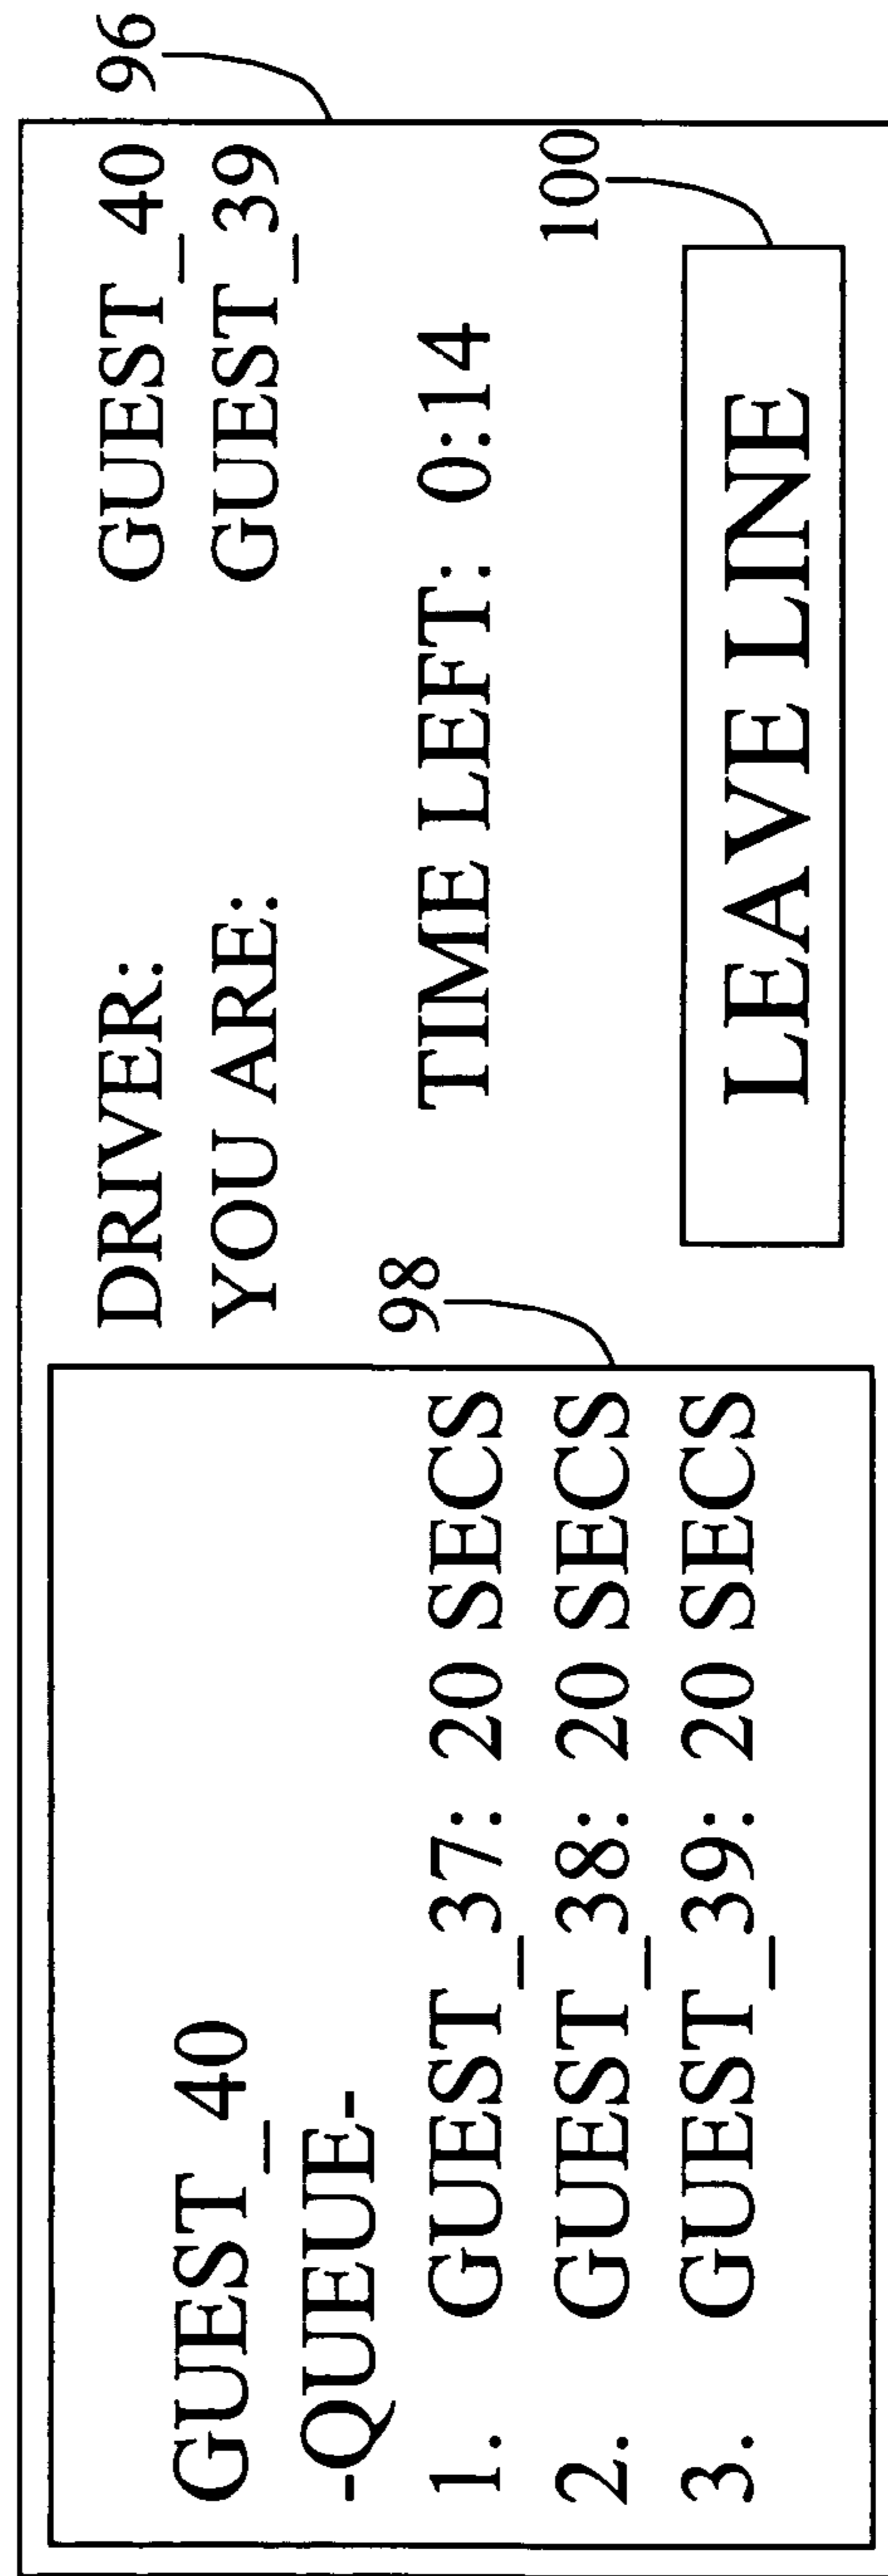 GUEST_40
-QUEUE-
1. GUEST_37: 20 SECS
2. GUEST_38: 20 SECS
3. GUEST_39: 20 SECS
98
DRIVER: GUEST_40
YOU ARE: GUEST_39
TIME LEFT: 0:14
LEAVE LINE
96
100